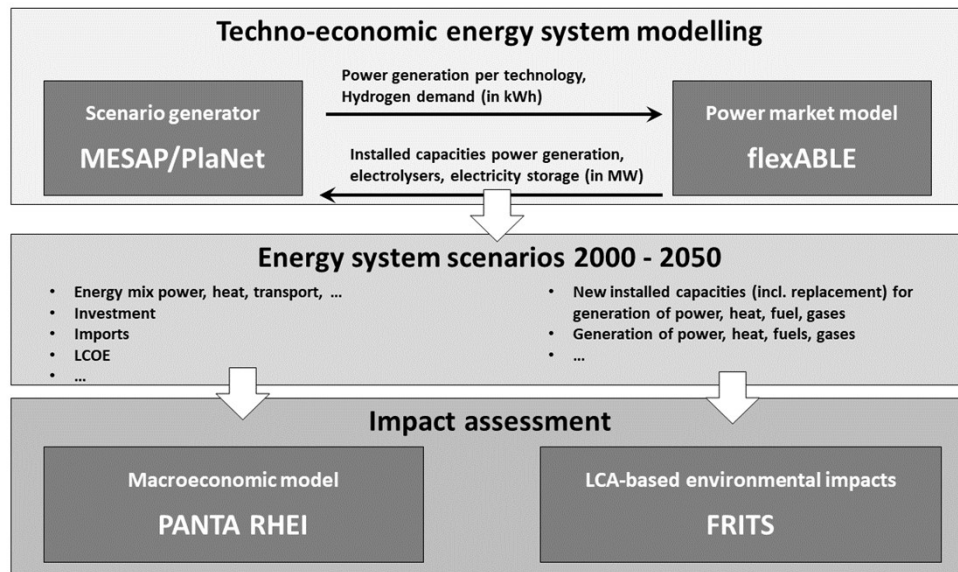 Techno-economic energy system modelling
Scenario generator
MESAP/PlaNet
Power generation per technology,
Hydrogen demand (in kWh)
Installed capacities power generation,
electrolysers, electricity storage (in MW)
Power market model
flexABLE
Energy system scenarios 2000 - 2050
• Energy mix power, heat, transport, ...
• Investment
• Imports
• LCOE
• ...
• New installed capacities (incl. replacement) for
generation of power, heat, fuel, gases
• Generation of power, heat, fuels, gases
• ...
Impact assessment
Macroeconomic model
PANTA RHEI
LCA-based environmental impacts
FRITS